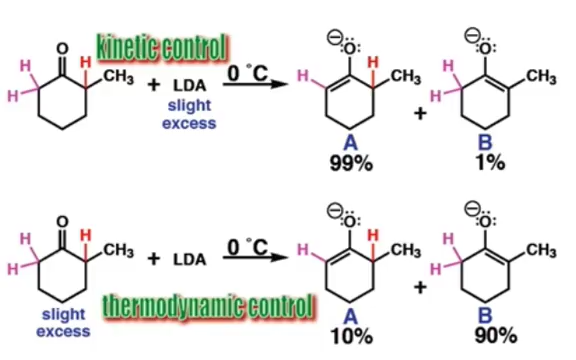 kinetic control
O
H
H
H
CH₃
+ LDA
slight
excess
0 °C
⊖ :O:
H
H
CH₃
A
99%
+
⊖ :O:
H
H
CH₃
B
1%
O
H
H
H
CH₃
slight
excess
+ LDA
0 °C
thermodynamic control
⊖ :O:
H
H
CH₃
A
10%
+
⊖ :O:
H
H
CH₃
B
90%